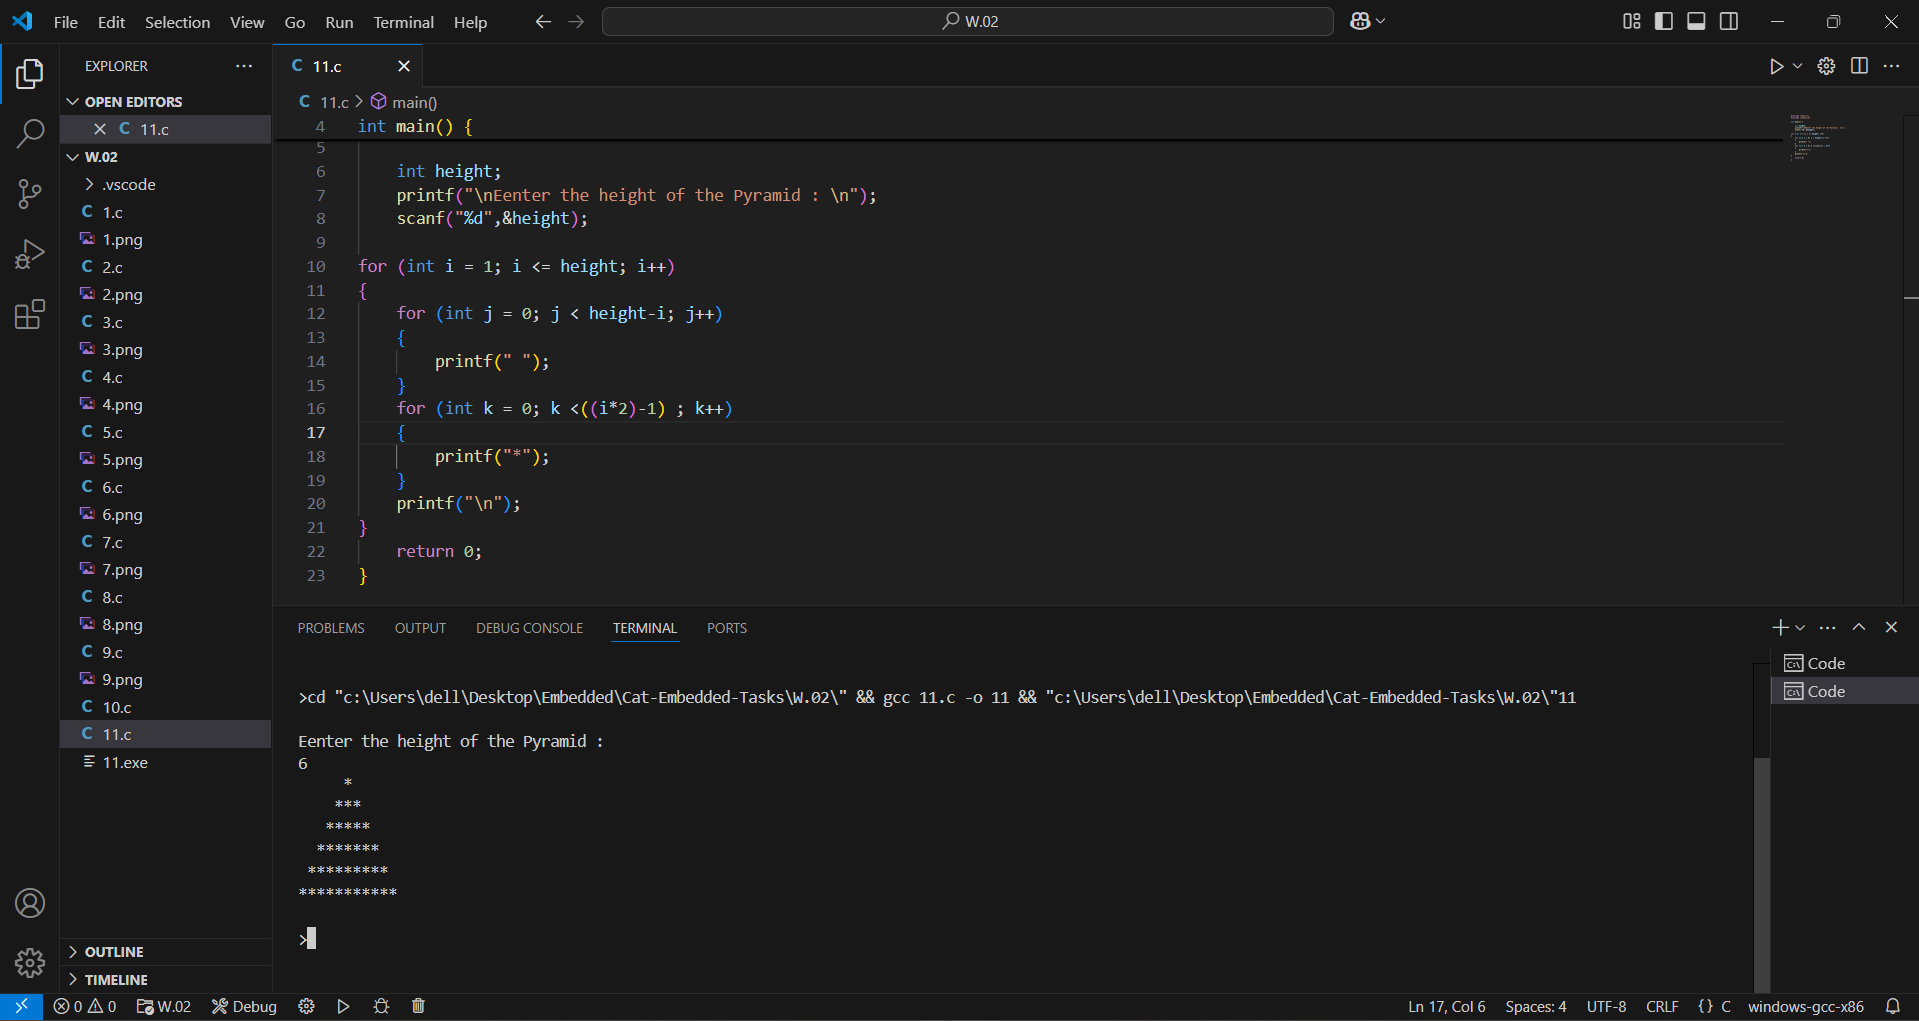 File Edit Selection View Go Run Terminal Help W.02
EXPLORER
OPEN EDITORS
11.c
W.02
.vscode
1.c
1.png
2.c
2.png
3.c
3.png
4.c
4.png
5.c
5.png
6.c
6.png
7.c
7.png
8.c
8.png
9.c
9.png
10.c
11.c
11.exe
OUTLINE
TIMELINE
C 11.c
C 11.c > main()
4 int main() {
5
6 int height;
7 printf("\nEenter the height of the Pyramid : \n");
8 scanf("%d",&height);
9
10 for (int i = 1; i <= height; i++)
11 {
12 for (int j = 0; j < height-i; j++)
13 {
14 printf(" ");
15 }
16 for (int k = 0; k <((i*2)-1) ; k++)
17 {
18 printf("*");
19 }
20 printf("\n");
21 }
22 return 0;
23 }
PROBLEMS OUTPUT DEBUG CONSOLE TERMINAL PORTS
Code
Code
>cd "c:\Users\dell\Desktop\Embedded\Cat-Embedded-Tasks\W.02\" && gcc 11.c -o 11 && "c:\Users\dell\Desktop\Embedded\Cat-Embedded-Tasks\W.02\"11
Eenter the height of the Pyramid :
6
*
***
*****
*******
*********
***********
>
0 0 W.02 Debug Ln 17, Col 6 Spaces: 4 UTF-8 CRLF {} C windows-gcc-x86